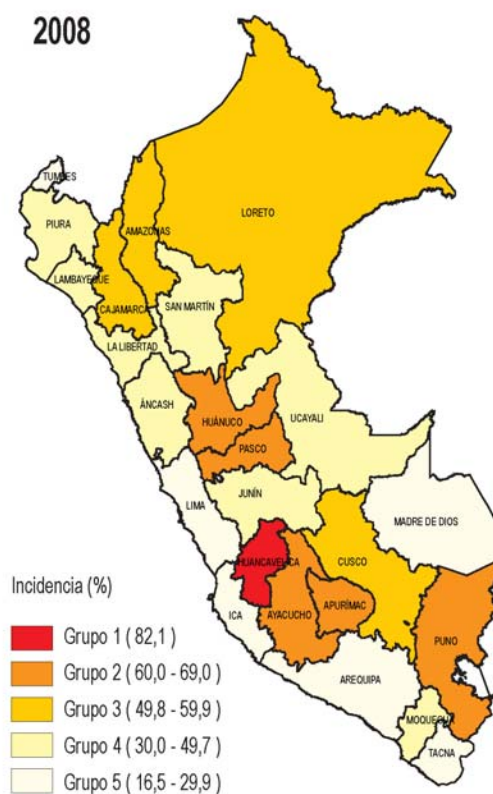 2008
TUMBES
PIURA
LORETO
AMAZONAS
LAMBAYEQUE
CAJAMARCA
SAN MARTÍN
LA LIBERTAD
ÁNCASH
HUÁNUCO
UCAYALI
PASCO
LIMA
JUNÍN
MADRE DE DIOS
HUANCAVELICA
CUSCO
ICA
AYACUCHO
APURÍMAC
PUNO
AREQUIPA
MOQUEGUA
TACNA
Incidencia (%)
Grupo 1 ( 82,1 )
Grupo 2 ( 60,0 - 69,0 )
Grupo 3 ( 49,8 - 59,9 )
Grupo 4 ( 30,0 - 49,7 )
Grupo 5 ( 16,5 - 29,9 )